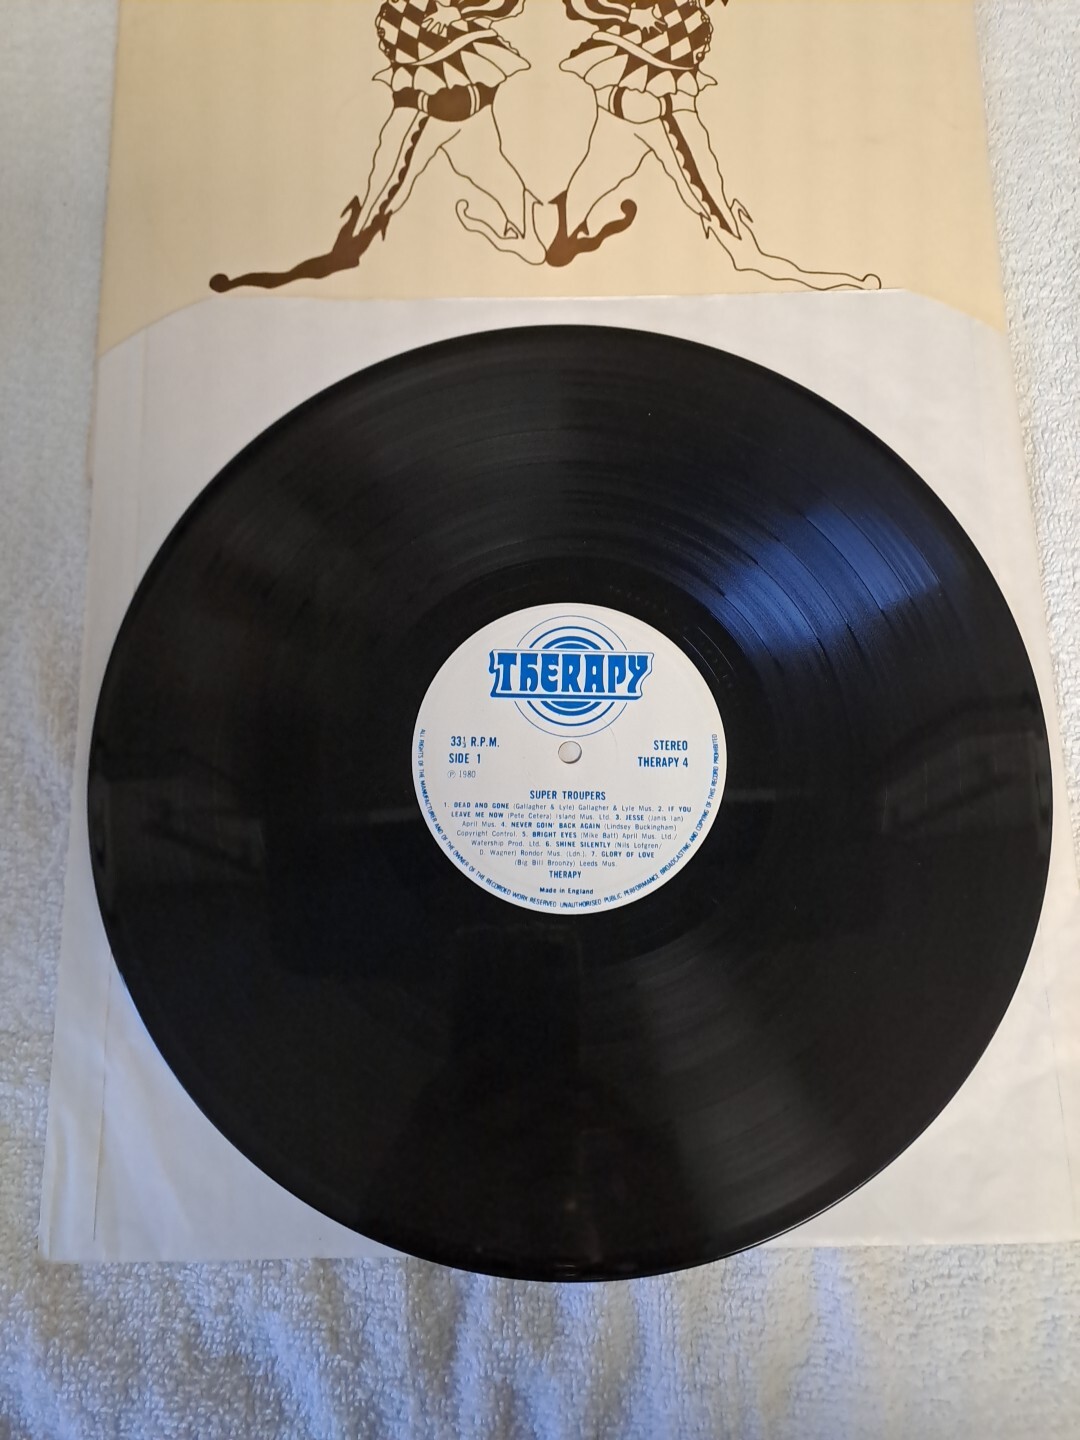 THERAPY
33⅓ R.P.M.
SIDE 1
Ⓟ 1980
STEREO
THERAPY 4
SUPER TROUPERS
1. DEAD AND GONE (Gallagher & Lyle) Gallagher & Lyle Mus. 2. IF YOU
LEAVE ME NOW (Pete Cetera) Island Mus. Ltd. 3. JESSE (Janis Ian)
April Mus. 4. NEVER GOIN' BACK AGAIN (Lindsey Buckingham)
Copyright Control. 5. BRIGHT EYES (Mike Batt) April Mus. Ltd./
Watership Prod. Ltd. 6. SHINE SILENTLY (Nils Lofgren/
D. Wagner) Rondor Mus. (Ldn.). 7. GLORY OF LOVE
(Big Bill Broonzy) Leeds Mus.
THERAPY
Made in England
ALL RIGHTS OF THE MANUFACTURER AND OF THE OWNER OF THE RECORDED WORK RESERVED UNAUTHORISED PUBLIC PERFORMANCE BROADCASTING AND COPYING OF THIS RECORD PROHIBITED